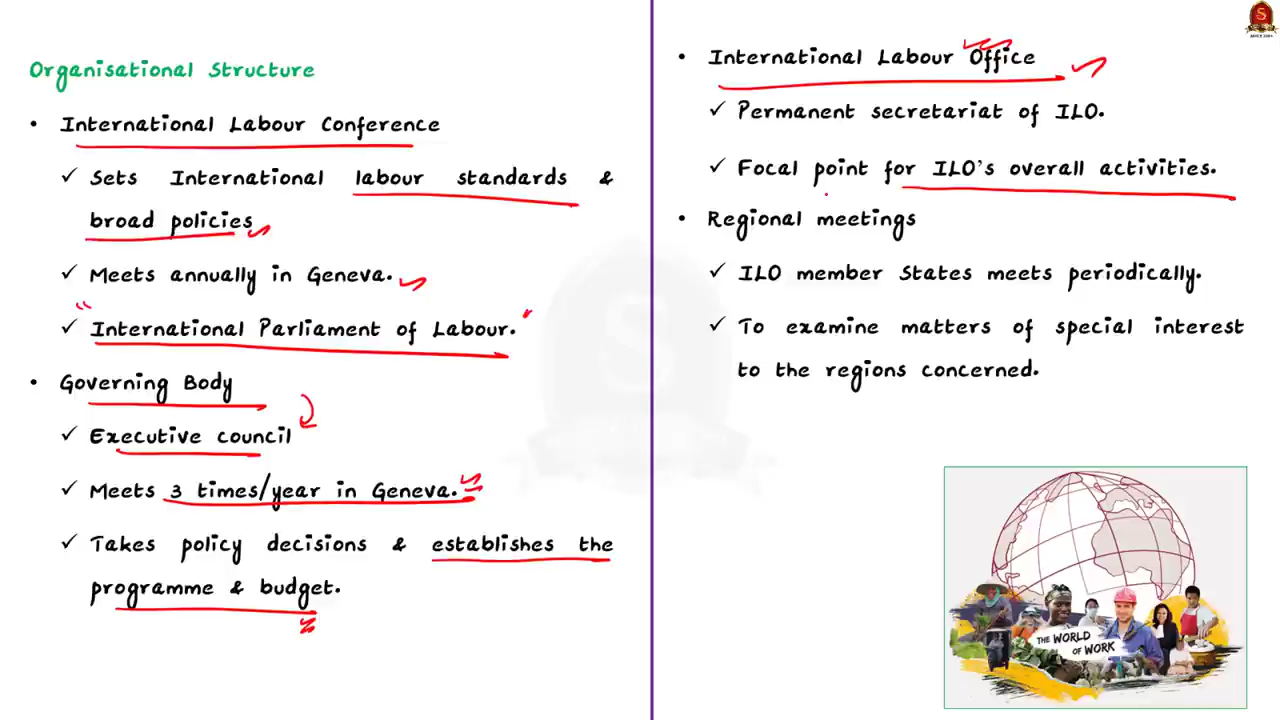 Organisational Structure
• International Labour Conference
✓ Sets International labour standards &
broad policies
✓ Meets annually in Geneva.
✓ International Parliament of Labour.
• Governing Body
✓ Executive council
✓ Meets 3 times/year in Geneva.
✓ Takes policy decisions & establishes the
programme & budget.
• International Labour Office
✓ Permanent secretariat of ILO.
✓ Focal point for ILO's overall activities.
• Regional meetings
✓ ILO member States meets periodically.
✓ To examine matters of special interest
to the regions concerned.
THE WORLD
OF WORK
S